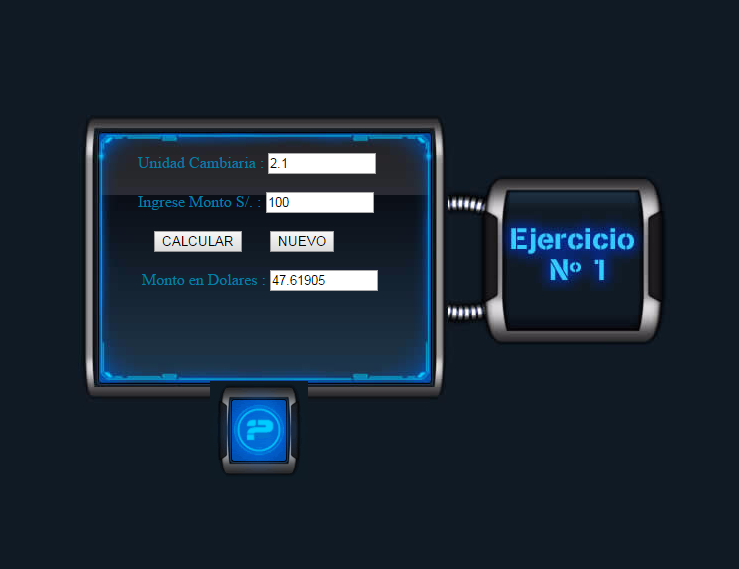 Unidad Cambiaria : 2.1
Ingrese Monto S/. : 100
CALCULAR NUEVO
Monto en Dolares : 47.61905
Ejercicio
Nº 1
P